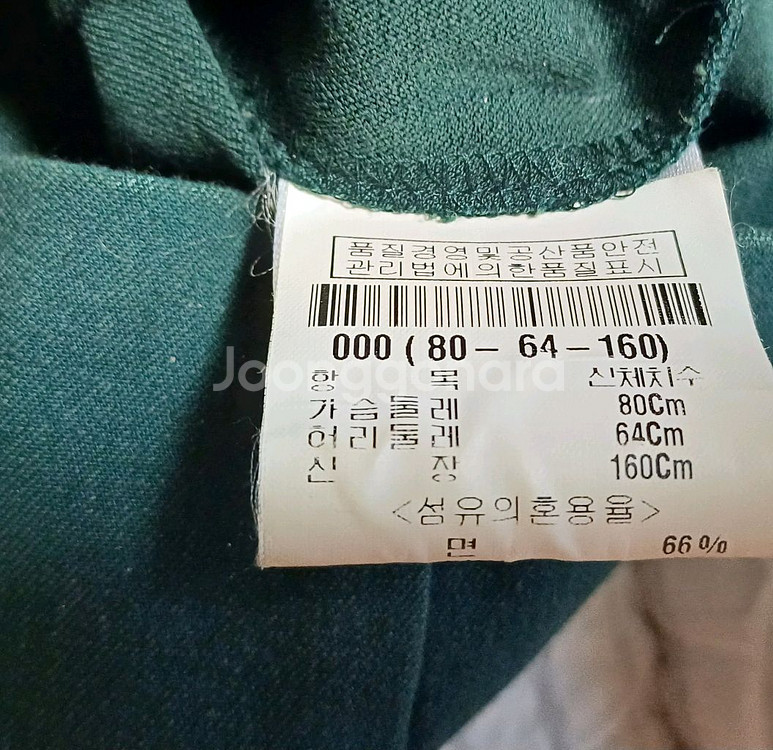 품질경영및공산품안전
관리법에의한품질표시
000 ( 80 - 64 - 160)
Joonggonara
항 목 신체치수
가슴둘레 80Cm
허리둘레 64Cm
신 장 160Cm
<섬유의혼용율>
면 66%